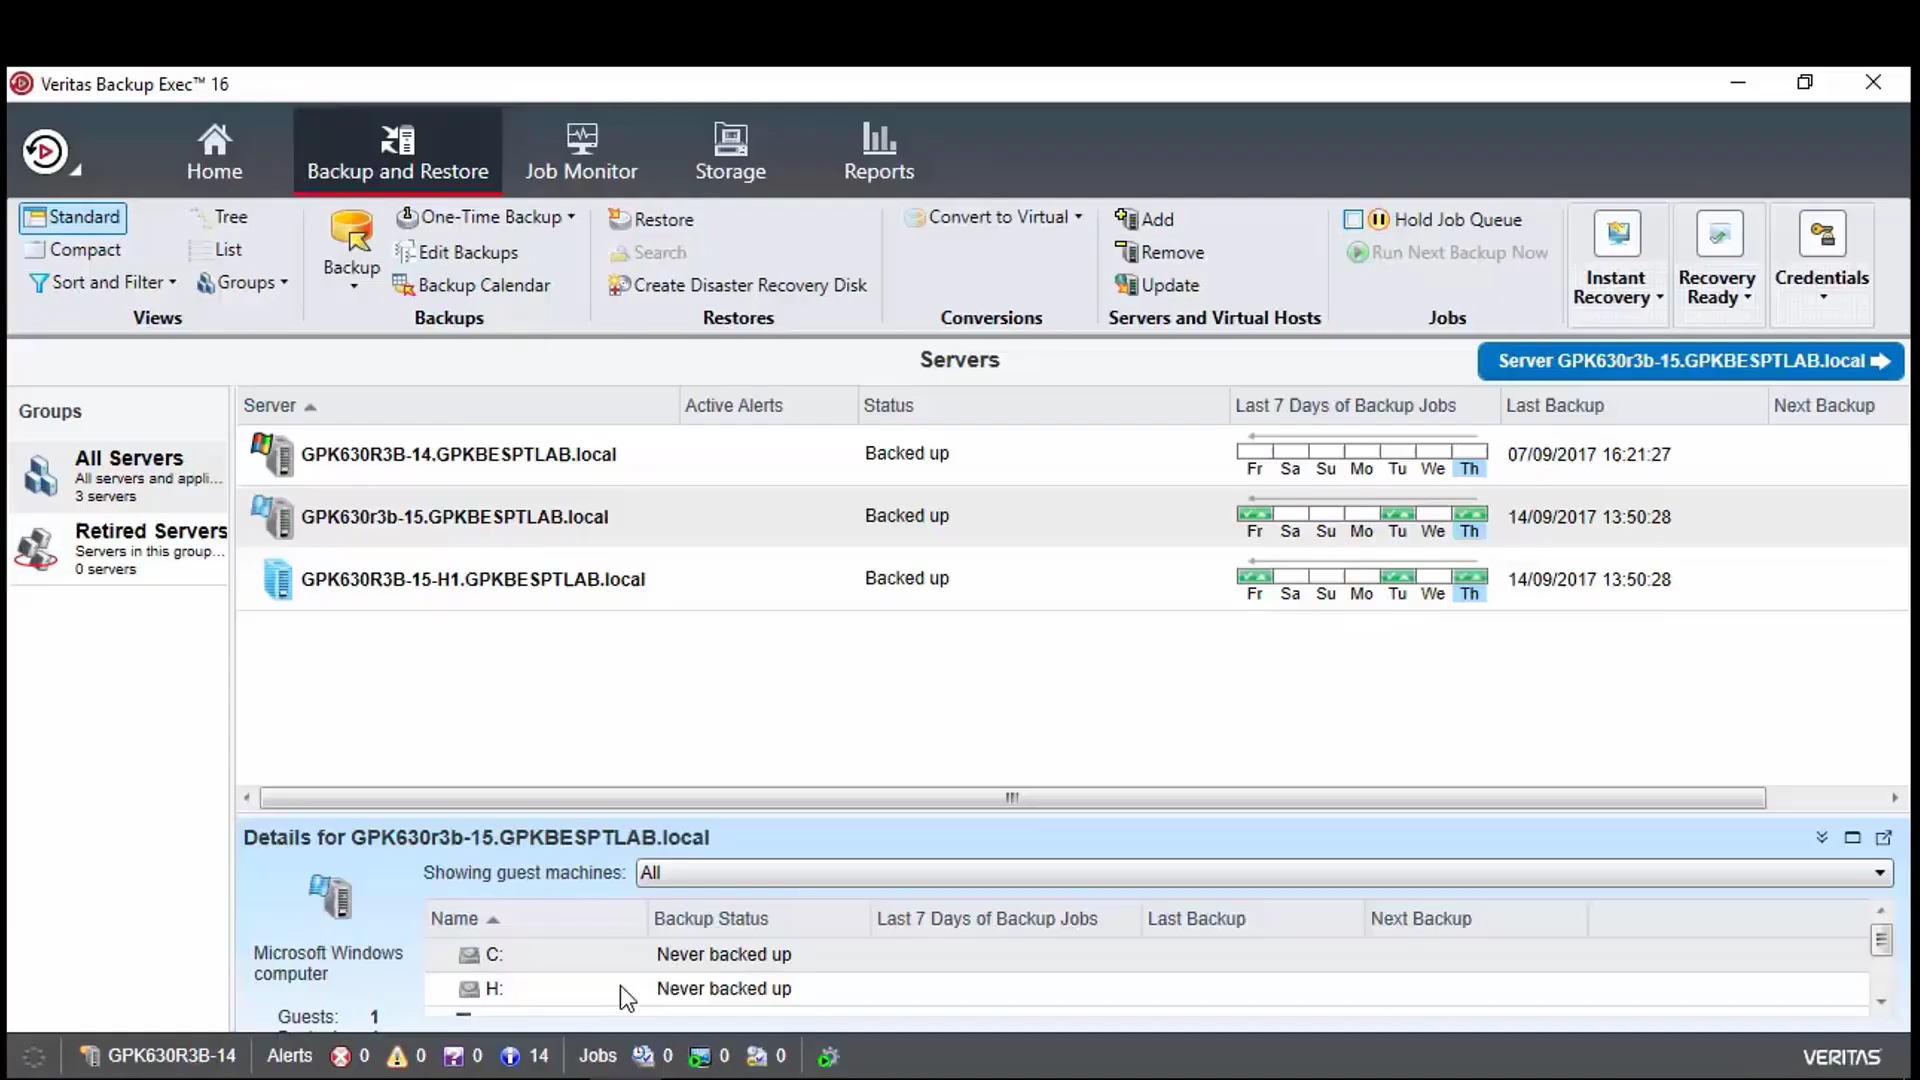 Veritas Backup Exec™ 16
Home
Backup and Restore
Job Monitor
Storage
Reports
Standard
Tree
Compact
List
Sort and Filter
Groups
Views
Backup
One-Time Backup
Edit Backups
Backup Calendar
Backups
Restore
Search
Create Disaster Recovery Disk
Restores
Convert to Virtual
Conversions
Add
Remove
Update
Servers and Virtual Hosts
Hold Job Queue
Run Next Backup Now
Jobs
Instant
Recovery
Recovery
Ready
Credentials
Servers
Server GPK630r3b-15.GPKBESPTLAB.local
Groups
All Servers
All servers and appli...
3 servers
Retired Servers
Servers in this group...
0 servers
Server Active Alerts Status Last 7 Days of Backup Jobs Last Backup Next Backup
GPK630R3B-14.GPKBESPTLAB.local Backed up 07/09/2017 16:21:27
Fr Sa Su Mo Tu We Th
GPK630r3b-15.GPKBESPTLAB.local Backed up 14/09/2017 13:50:28
Fr Sa Su Mo Tu We Th
GPK630R3B-15-H1.GPKBESPTLAB.local Backed up 14/09/2017 13:50:28
Fr Sa Su Mo Tu We Th
Details for GPK630r3b-15.GPKBESPTLAB.local
Showing guest machines: All
Microsoft Windows
computer
Guests: 1
Name Backup Status Last 7 Days of Backup Jobs Last Backup Next Backup
C: Never backed up
H: Never backed up
GPK630R3B-14 Alerts 0 0 0 14 Jobs 0 0 0 VERITAS